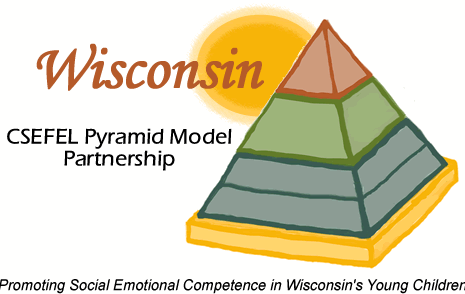 Wisconsin
CSEFEL Pyramid Model
Partnership
Promoting Social Emotional Competence in Wisconsin's Young Children